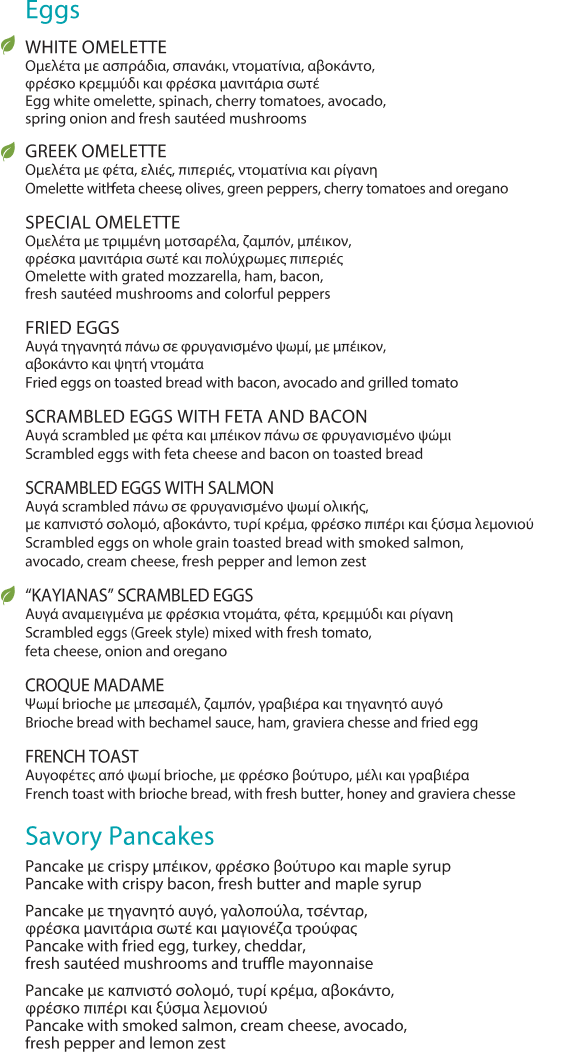 Eggs
WHITE OMELETTE
Ομελέτα με ασπράδια, σπανάκι, ντοματίνια, αβοκάντο,
φρέσκο κρεμμύδι και φρέσκα μανιτάρια σωτέ
Egg white omelette, spinach, cherry tomatoes, avocado,
spring onion and fresh sautéed mushrooms
GREEK OMELETTE
Ομελέτα με φέτα, ελιές, πιπεριές, ντοματίνια και ρίγανη
Omelette with feta cheese, olives, green peppers, cherry tomatoes and oregano
SPECIAL OMELETTE
Ομελέτα με τριμμένη μοτσαρέλα, ζαμπόν, μπέικον,
φρέσκα μανιτάρια σωτέ και πολύχρωμες πιπεριές
Omelette with grated mozzarella, ham, bacon,
fresh sautéed mushrooms and colorful peppers
FRIED EGGS
Αυγά τηγανητά πάνω σε φρυγανισμένο ψωμί, με μπέικον,
αβοκάντο και ψητή ντομάτα
Fried eggs on toasted bread with bacon, avocado and grilled tomato
SCRAMBLED EGGS WITH FETA AND BACON
Αυγά scrambled με φέτα και μπέικον πάνω σε φρυγανισμένο ψώμι
Scrambled eggs with feta cheese and bacon on toasted bread
SCRAMBLED EGGS WITH SALMON
Αυγά scrambled πάνω σε φρυγανισμένο ψωμί ολικής,
με καπνιστό σολομό, αβοκάντο, τυρί κρέμα, φρέσκο πιπέρι και ξύσμα λεμονιού
Scrambled eggs on whole grain toasted bread with smoked salmon,
avocado, cream cheese, fresh pepper and lemon zest
“KAYIANAS” SCRAMBLED EGGS
Αυγά αναμειγμένα με φρέσκια ντομάτα, φέτα, κρεμμύδι και ρίγανη
Scrambled eggs (Greek style) mixed with fresh tomato,
feta cheese, onion and oregano
CROQUE MADAME
Ψωμί brioche με μπεσαμέλ, ζαμπόν, γραβιέρα και τηγανητό αυγό
Brioche bread with bechamel sauce, ham, graviera chesse and fried egg
FRENCH TOAST
Αυγοφέτες από ψωμί brioche, με φρέσκο βούτυρο, μέλι και γραβιέρα
French toast with brioche bread, with fresh butter, honey and graviera chesse
Savory Pancakes
Pancake με crispy μπέικον, φρέσκο βούτυρο και maple syrup
Pancake with crispy bacon, fresh butter and maple syrup
Pancake με τηγανητό αυγό, γαλοπούλα, τσένταρ,
φρέσκα μανιτάρια σωτέ και μαγιονέζα τρούφας
Pancake with fried egg, turkey, cheddar,
fresh sautéed mushrooms and truffle mayonnaise
Pancake με καπνιστό σολομό, τυρί κρέμα, αβοκάντο,
φρέσκο πιπέρι και ξύσμα λεμονιού
Pancake with smoked salmon, cream cheese, avocado,
fresh pepper and lemon zest